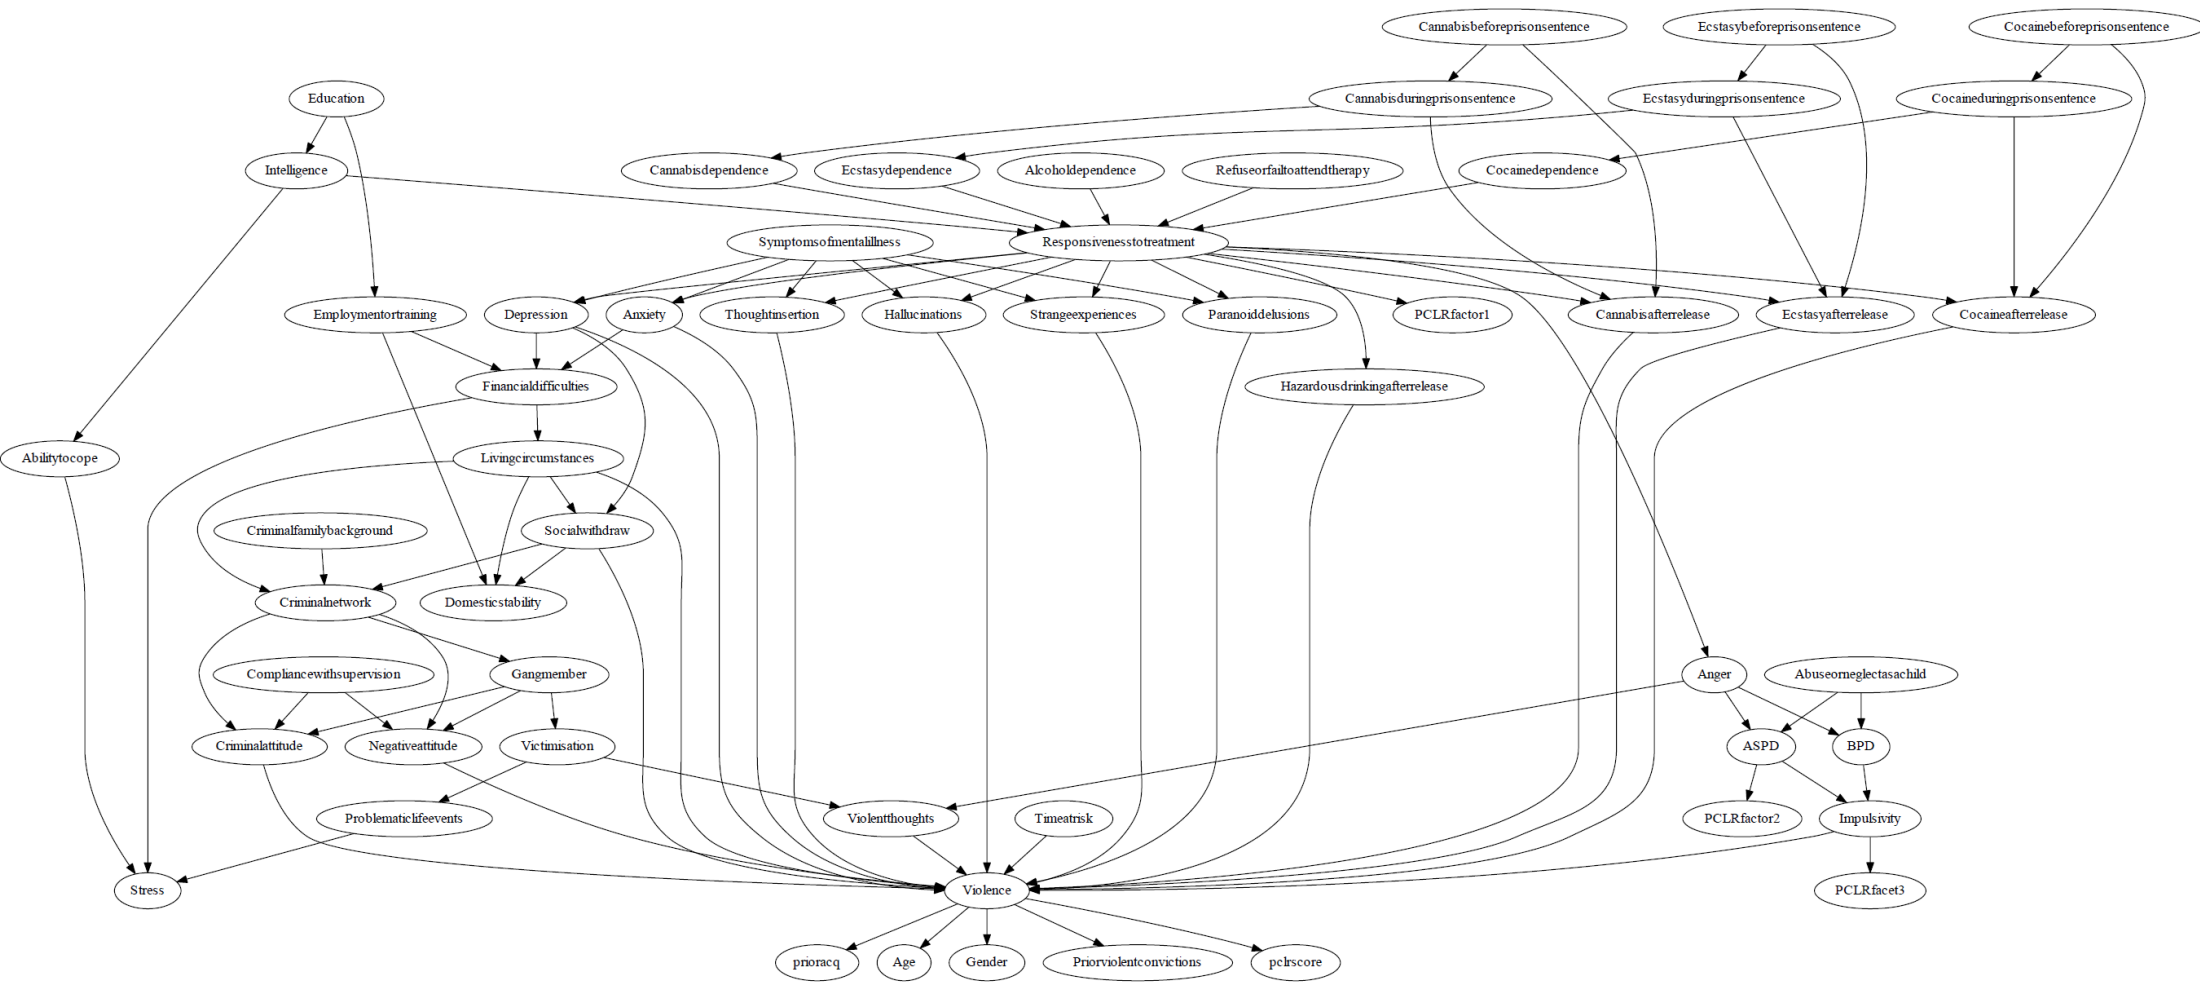 Cannabisbeforeprisonsentence
Ecstasybeforeprisonsentence
Cocainebeforeprisonsentence
Education
Cannabisduringprisonsentence
Ecstasyduringprisonsentence
Cocaineduringprisonsentence
Intelligence
Cannabisdependence
Ecstasydependence
Alcoholdependence
Refuseorfailtoattendtherapy
Cocainedependence
Symptomsofmentalillness
Responsivenesstotreatment
Employmentortraining
Depression
Anxiety
Thoughtinsertion
Hallucinations
Strangeexperiences
Paranoiddelusions
PCLRfactor1
Cannabisafterrelease
Ecstasyafterrelease
Cocaineafterrelease
Financialdifficulties
Hazardousdrinkingafterrelease
Abilitytocope
Livingcircumstances
Criminalfamilybackground
Socialwithdraw
Criminalnetwork
Domesticstability
Compliancewithsupervision
Gangmember
Anger
Abuseorneglectasachild
Criminalattitude
Negativeattitude
Victimisation
ASPD
BPD
Problematiclifeevents
Violentthoughts
Timeatrisk
PCLRfactor2
Impulsivity
Stress
Violence
PCLRfacet3
prioracq
Age
Gender
Priorviolentconvictions
pclrscore